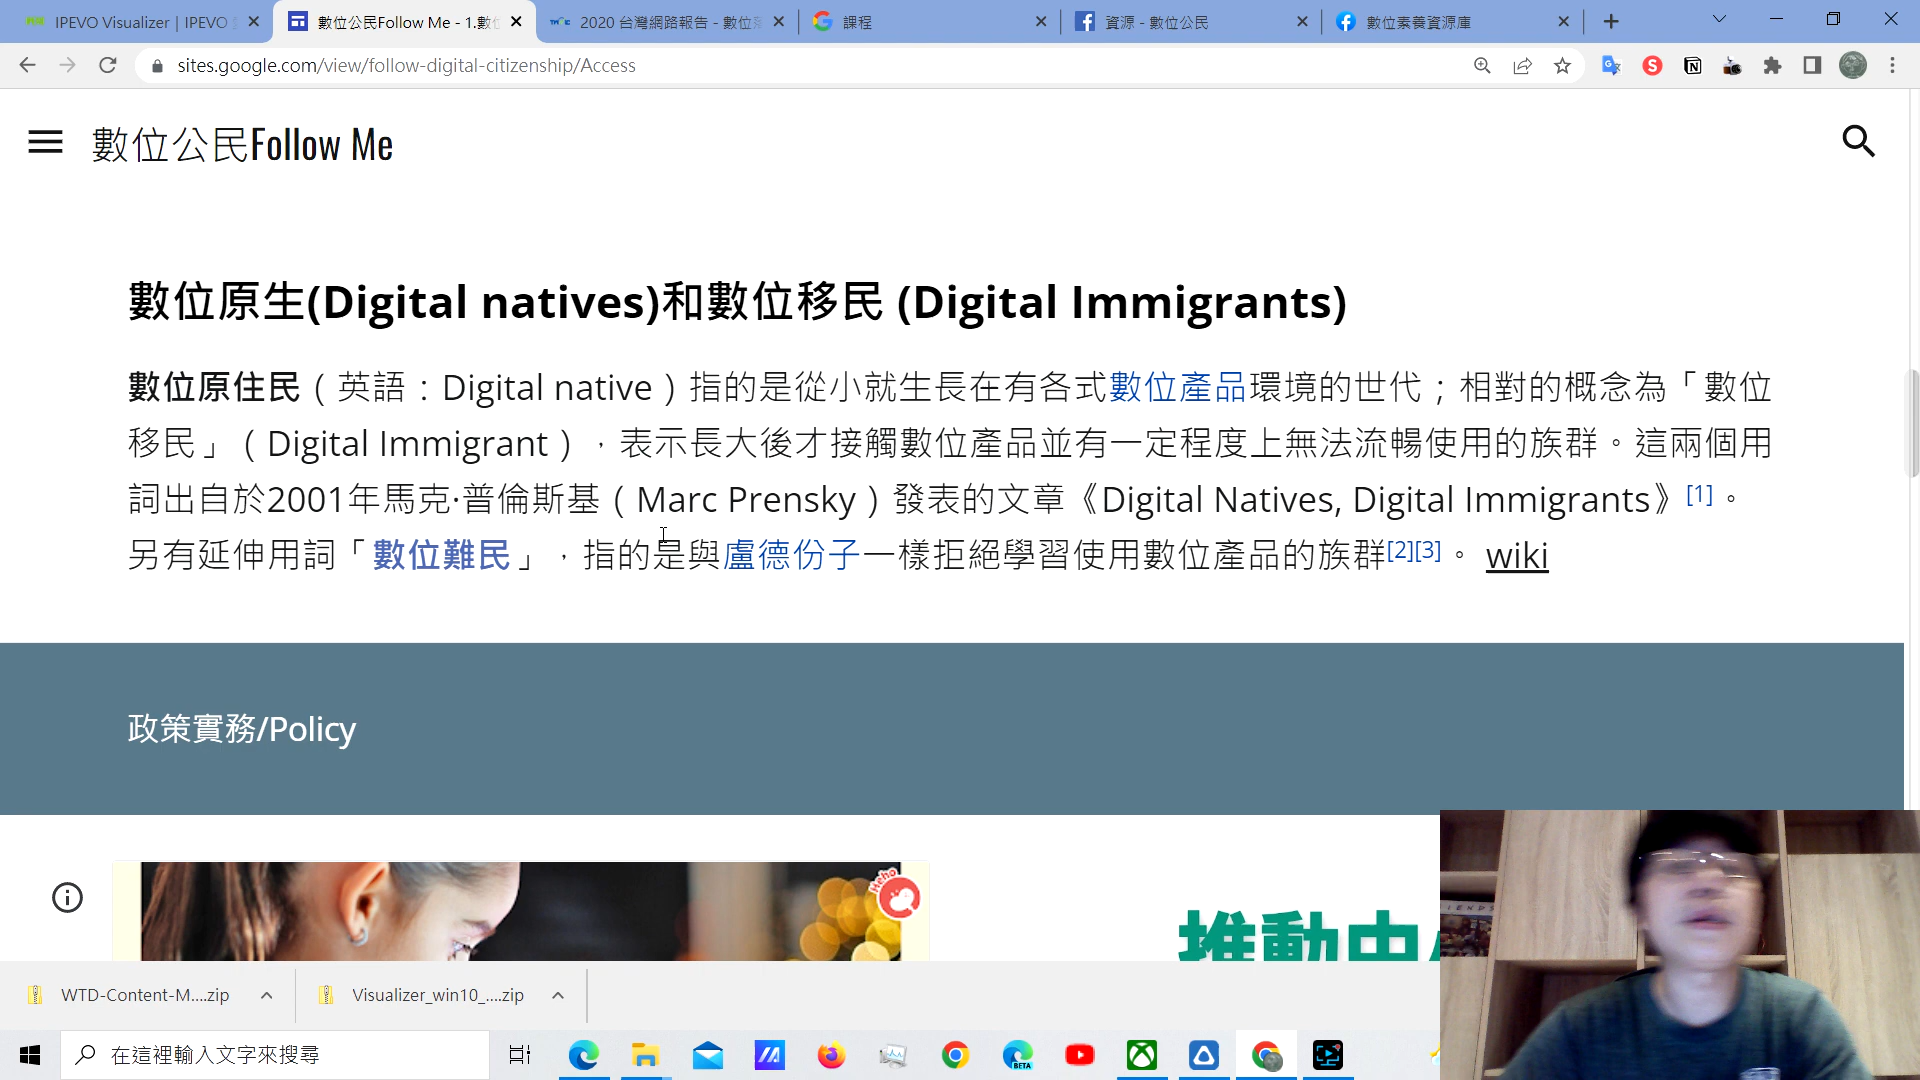 IPEVO Visualizer | IPEVO
數位公民Follow Me - 1.數位
2020 台灣網路報告 - 數位
課程
資源 - 數位公民
數位素養資源庫
sites.google.com/view/follow-digital-citizenship/Access
數位公民Follow Me
數位原生(Digital natives)和數位移民 (Digital Immigrants)
數位原住民（英語：Digital native）指的是從小就生長在有各式數位產品環境的世代；相對的概念為「數位
移民」（Digital Immigrant），表示長大後才接觸數位產品並有一定程度上無法流暢使用的族群。這兩個用
詞出自於2001年馬克·普倫斯基（Marc Prensky）發表的文章《Digital Natives, Digital Immigrants》[1]。
另有延伸用詞「數位難民」，指的是與盧德份子一樣拒絕學習使用數位產品的族群[2][3]。 wiki
政策實務/Policy
Heho
推動中
WTD-Content-M....zip
Visualizer_win10_....zip
在這裡輸入文字來搜尋
BETA